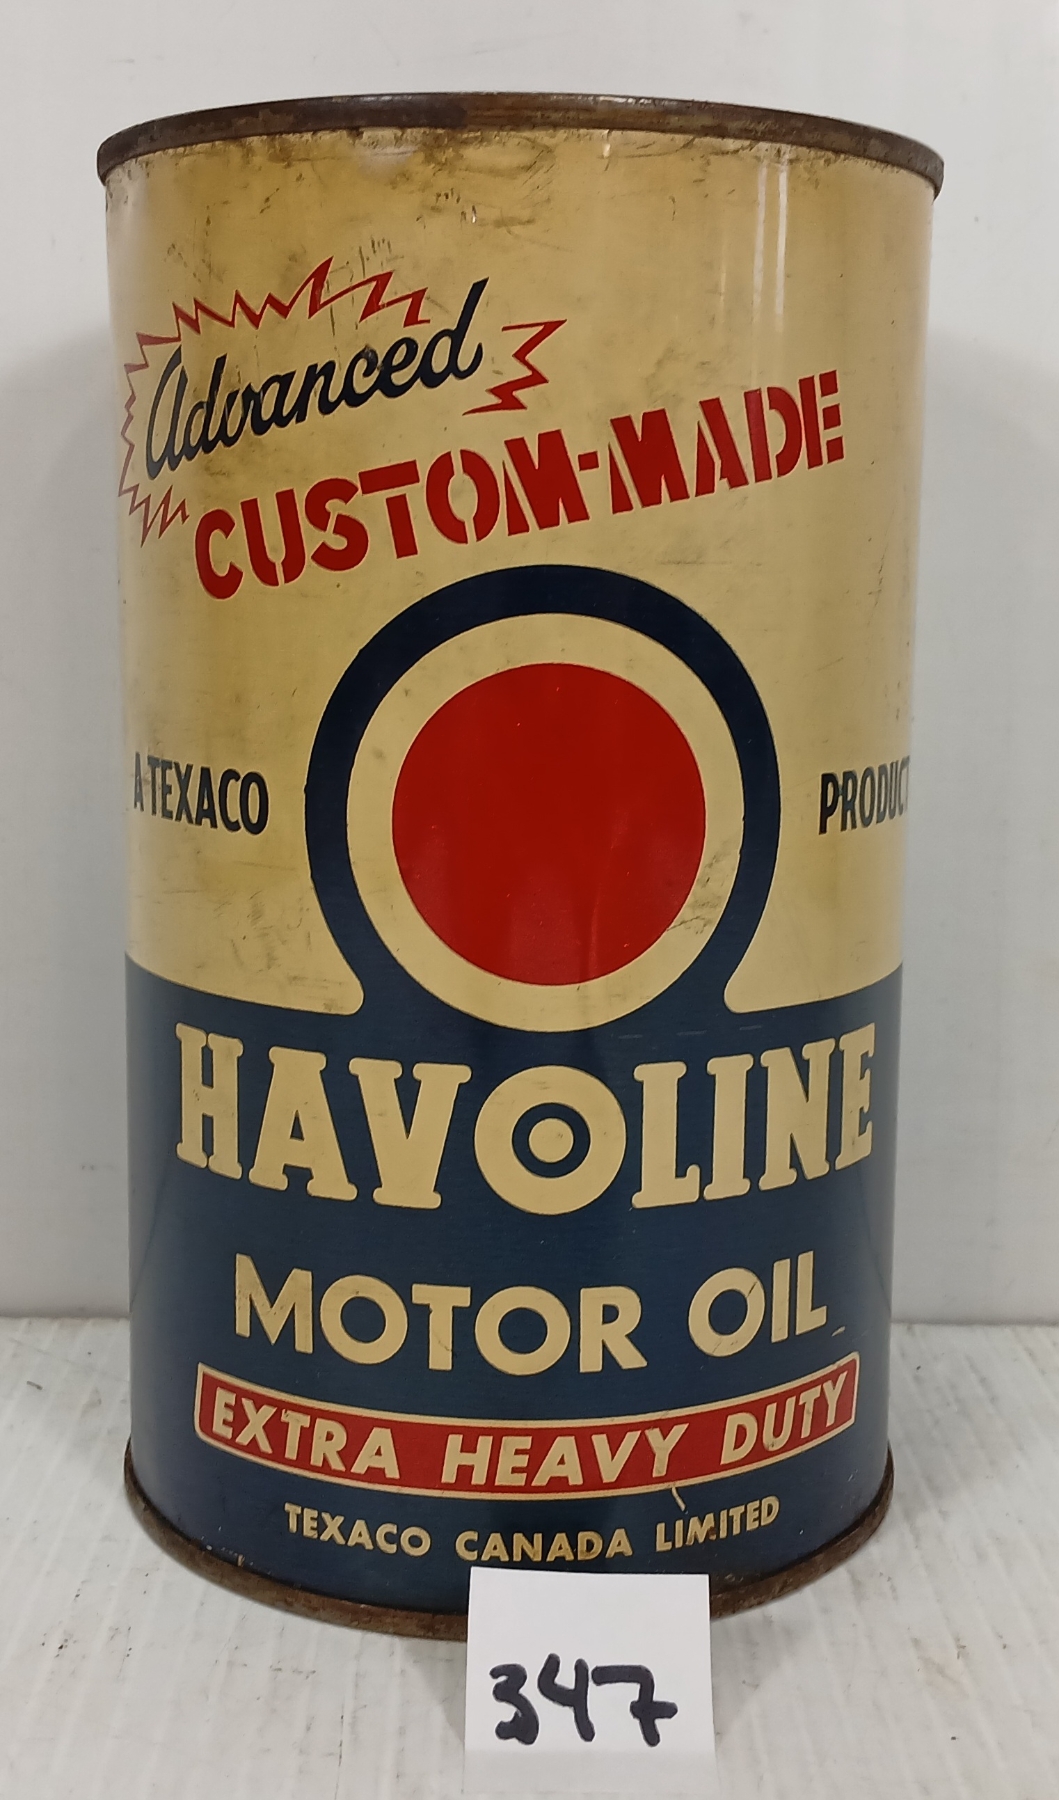 Advanced
CUSTOM-MADE
A TEXACO PRODUCT
HAVOLINE
MOTOR OIL
EXTRA HEAVY DUTY
TEXACO CANADA LIMITED
347